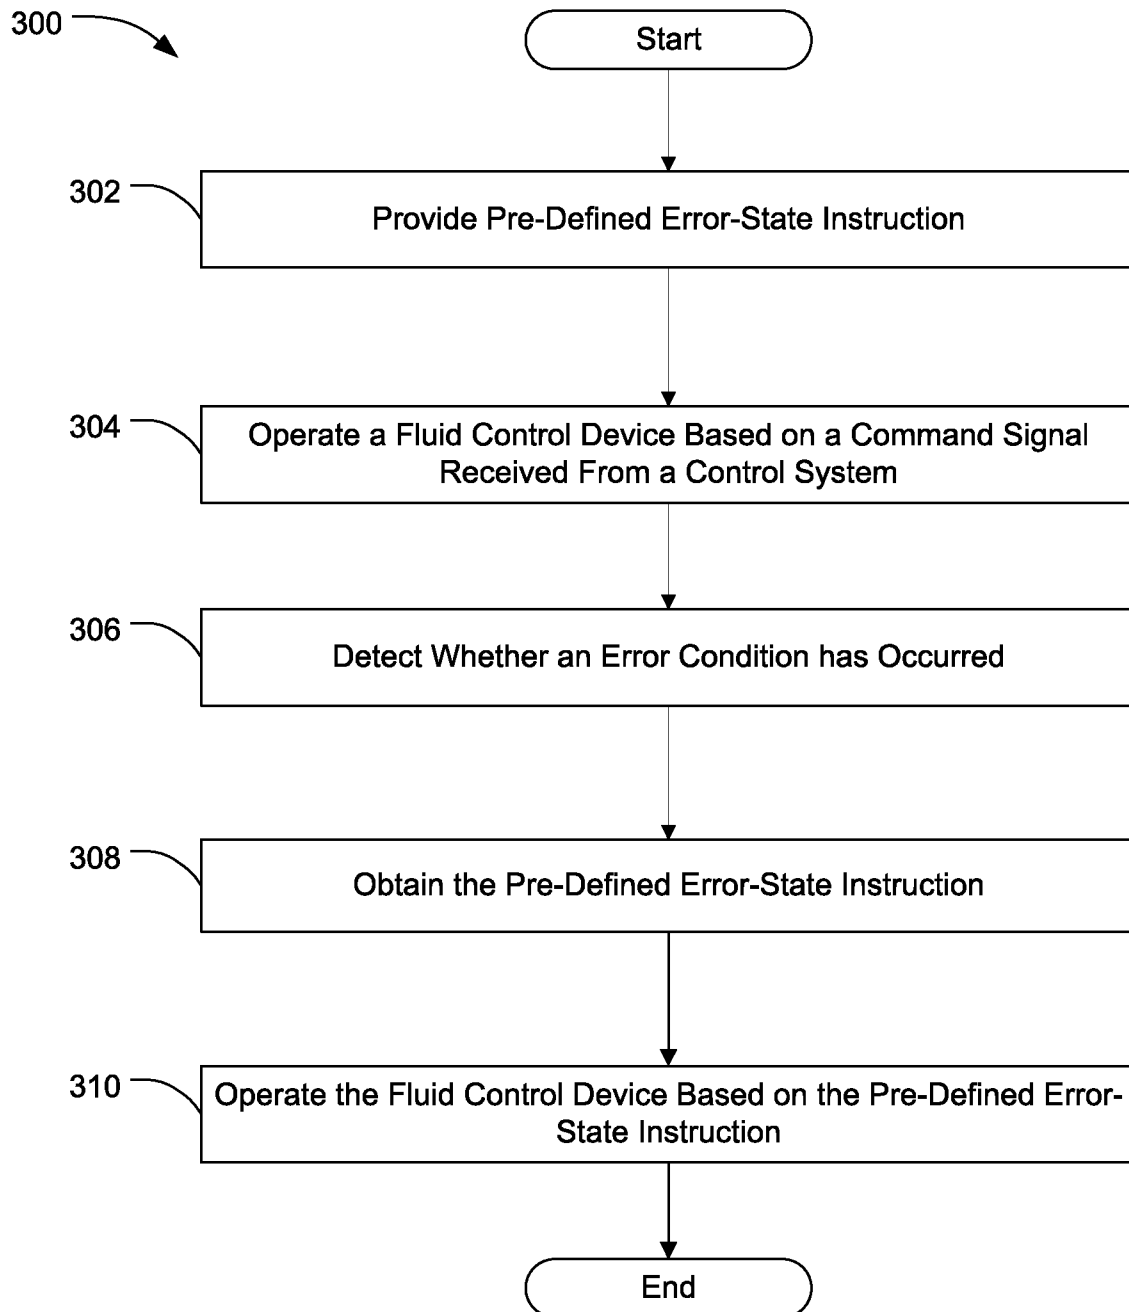 300
Start
302
Provide Pre-Defined Error-State Instruction
304
Operate a Fluid Control Device Based on a Command Signal
Received From a Control System
306
Detect Whether an Error Condition has Occurred
308
Obtain the Pre-Defined Error-State Instruction
310
Operate the Fluid Control Device Based on the Pre-Defined Error-
State Instruction
End